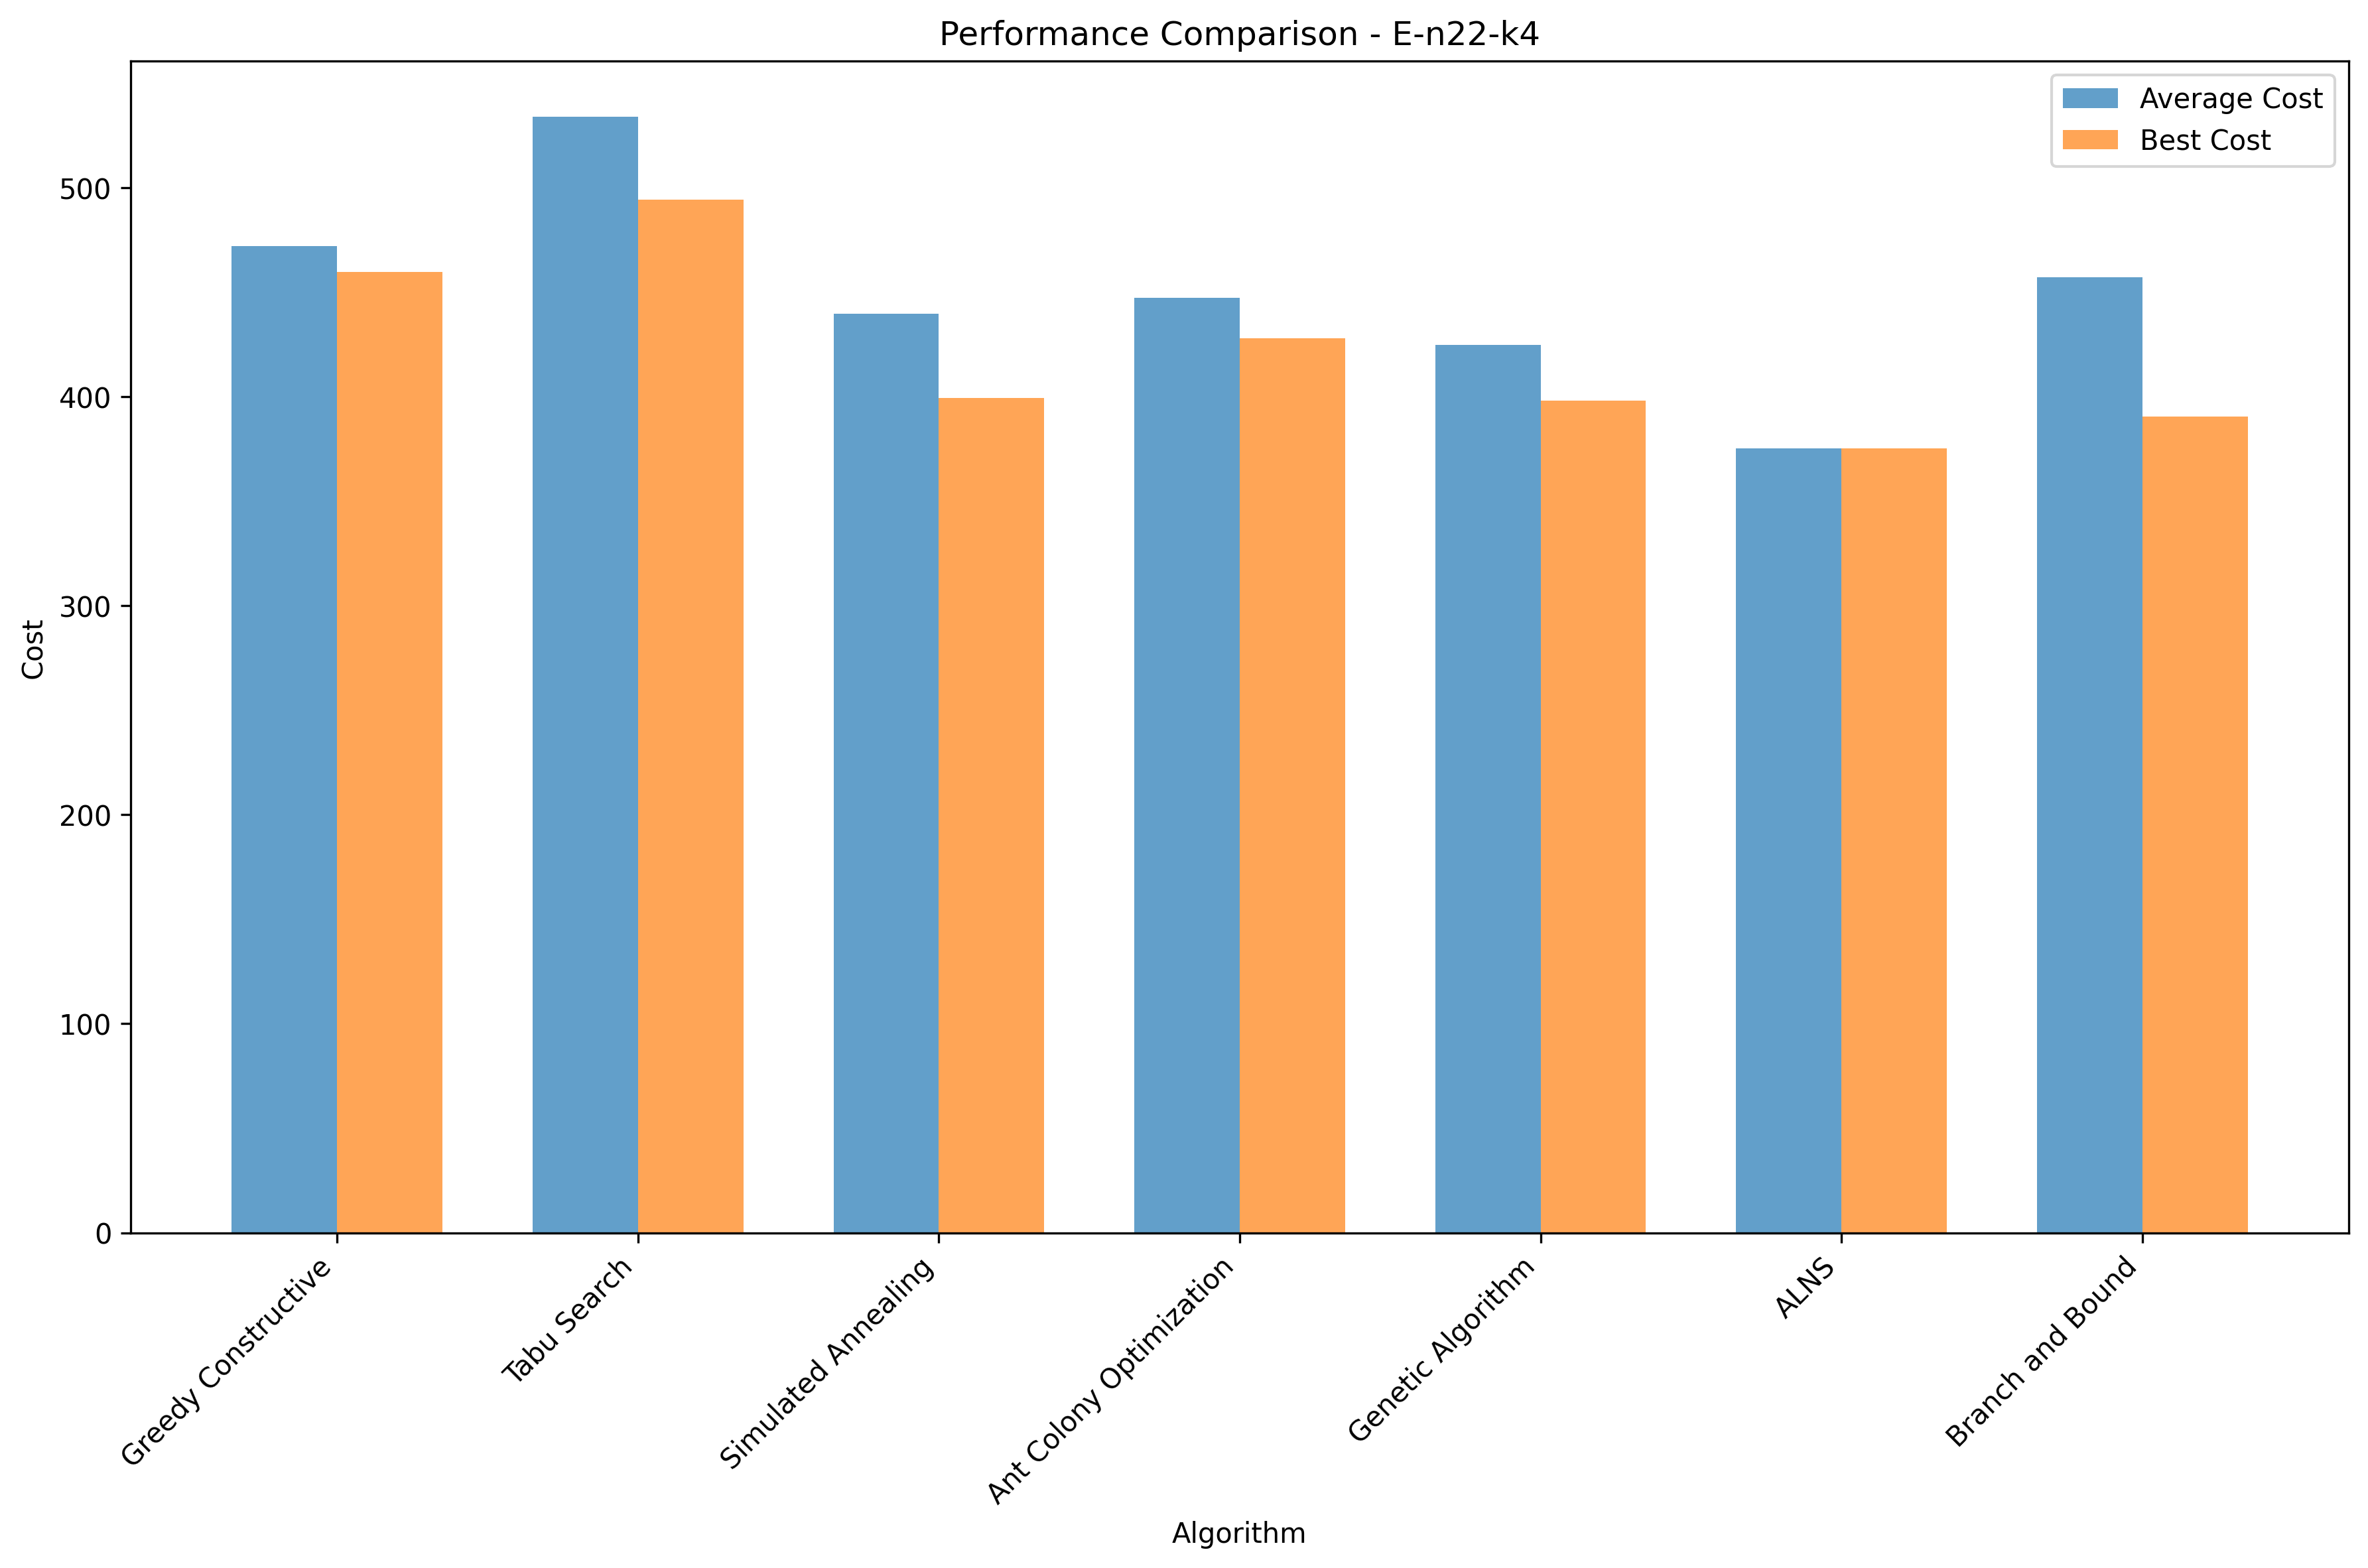 Performance Comparison - E-n22-k4
Average Cost
Best Cost
Cost
500
400
300
200
100
0
Greedy Constructive
Tabu Search
Simulated Annealing
Ant Colony Optimization
Genetic Algorithm
ALNS
Branch and Bound
Algorithm